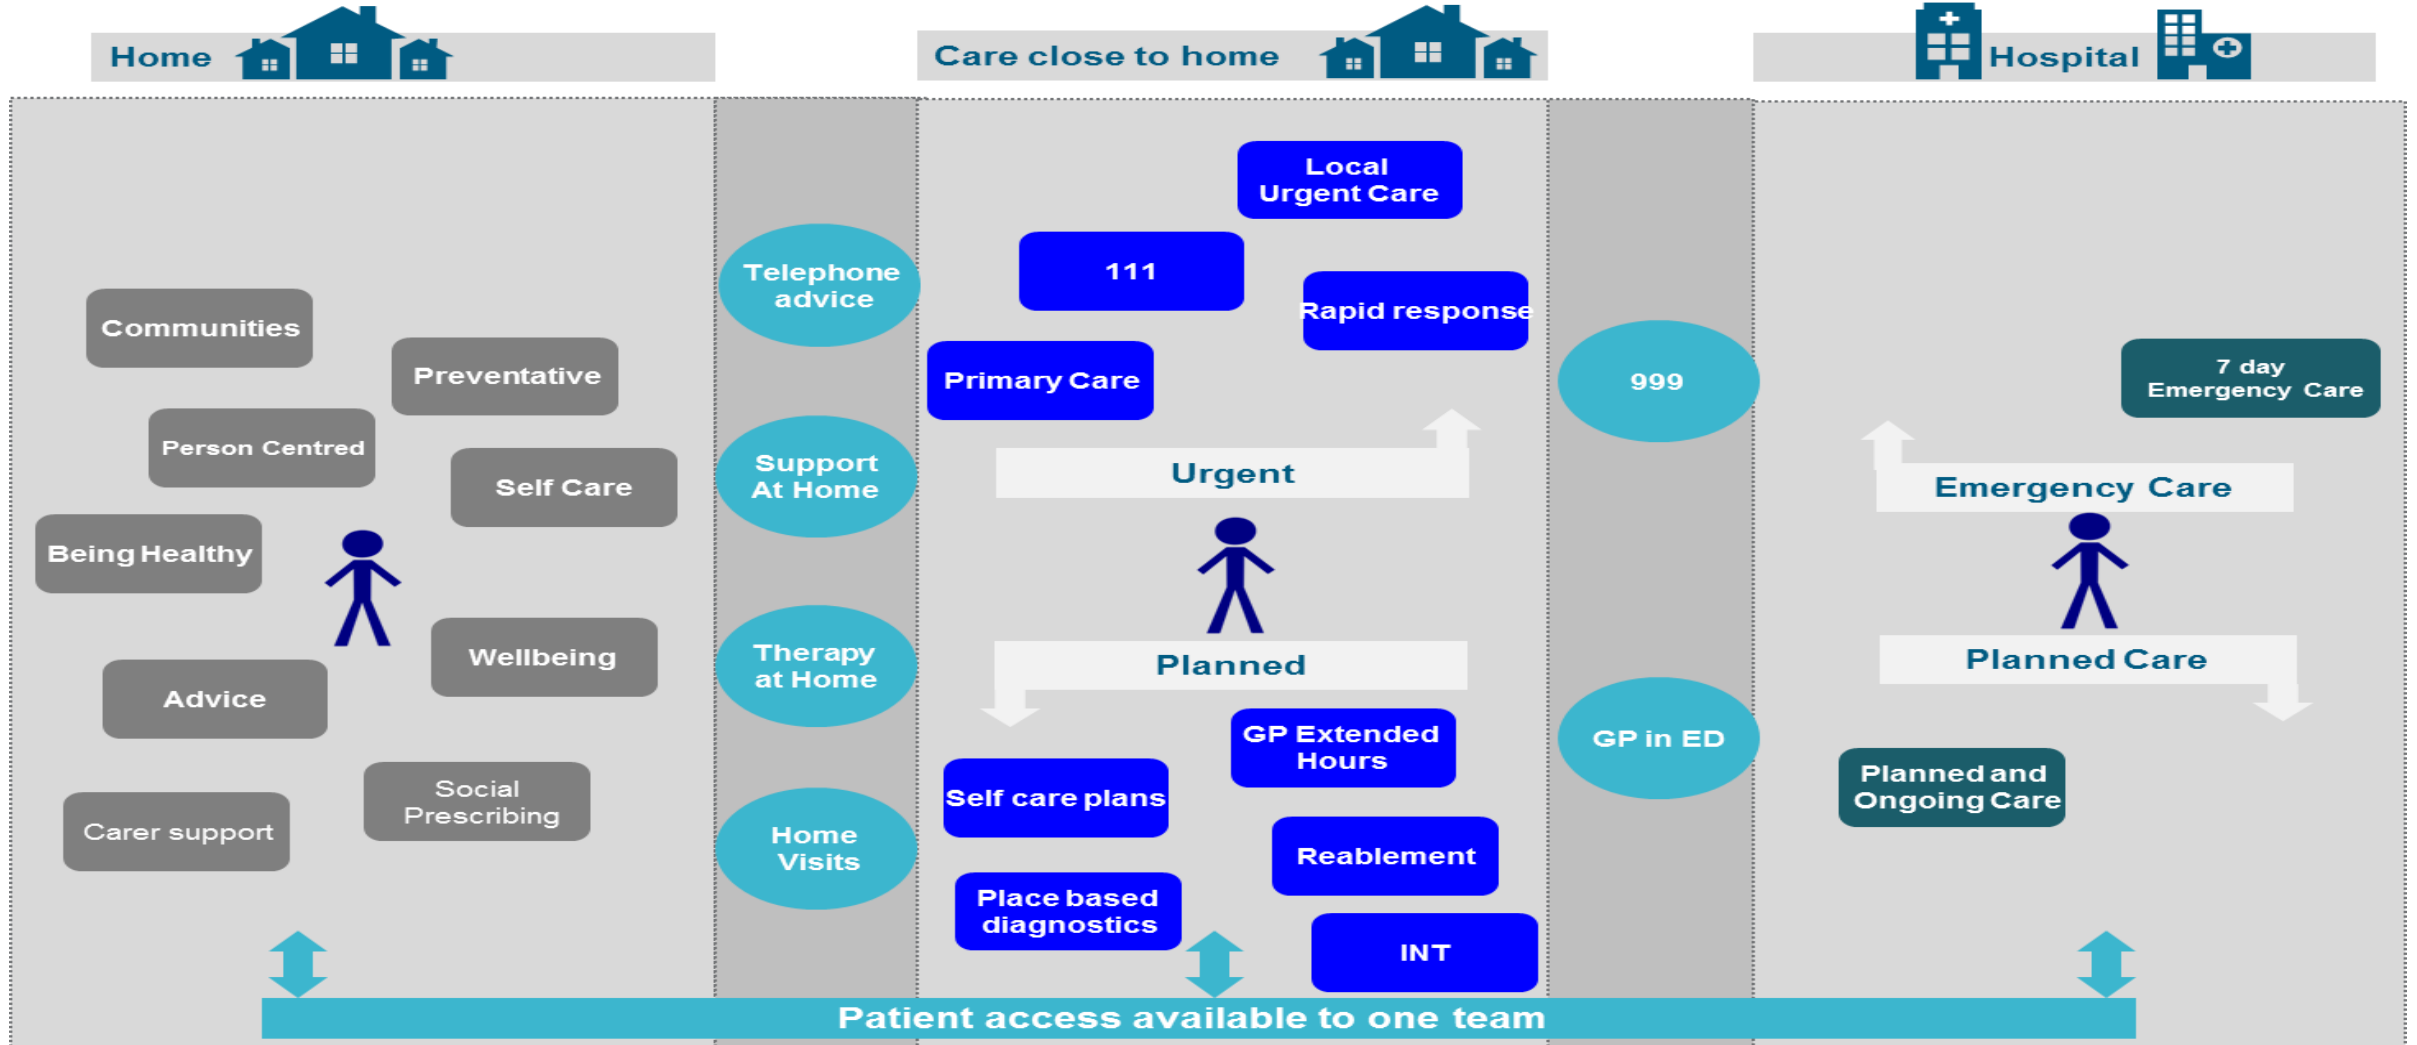 Home
Care close to home
Hospital
Communities
Preventative
Person Centred
Self Care
Being Healthy
Wellbeing
Advice
Social
Prescribing
Carer support
Telephone
advice
Support
At Home
Therapy
at Home
Home
Visits
Local
Urgent Care
111
Rapid response
Primary Care
Urgent
Planned
GP Extended
Hours
Self care plans
Reablement
Place based
diagnostics
INT
999
GP in ED
7 day
Emergency Care
Emergency Care
Planned Care
Planned and
Ongoing Care
Patient access available to one team